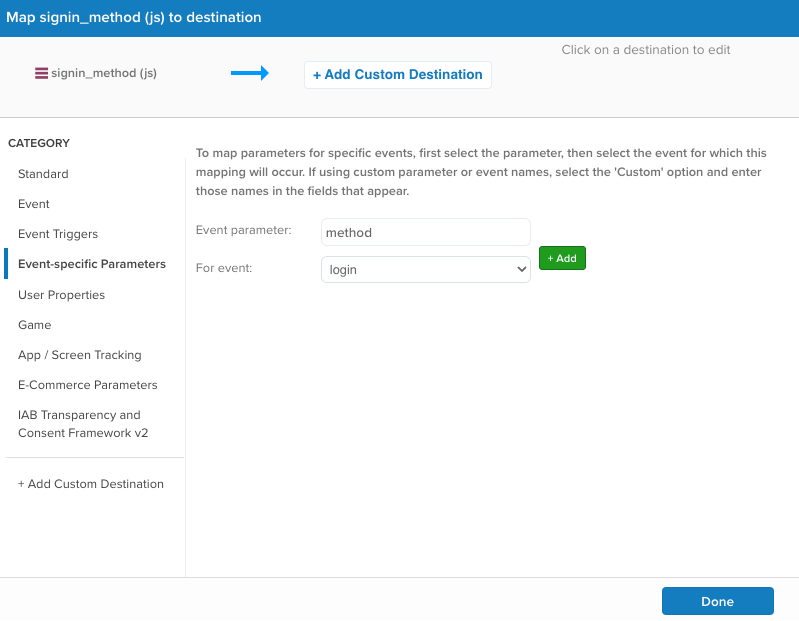 Map signin_method (js) to destination
Click on a destination to edit
signin_method (js)
+ Add Custom Destination
CATEGORY
Standard
Event
Event Triggers
Event-specific Parameters
User Properties
Game
App / Screen Tracking
E-Commerce Parameters
IAB Transparency and
Consent Framework v2
+ Add Custom Destination
To map parameters for specific events, first select the parameter, then select the event for which this
mapping will occur. If using custom parameter or event names, select the 'Custom' option and enter
those names in the fields that appear.
Event parameter:
method
For event:
login
+ Add
Done